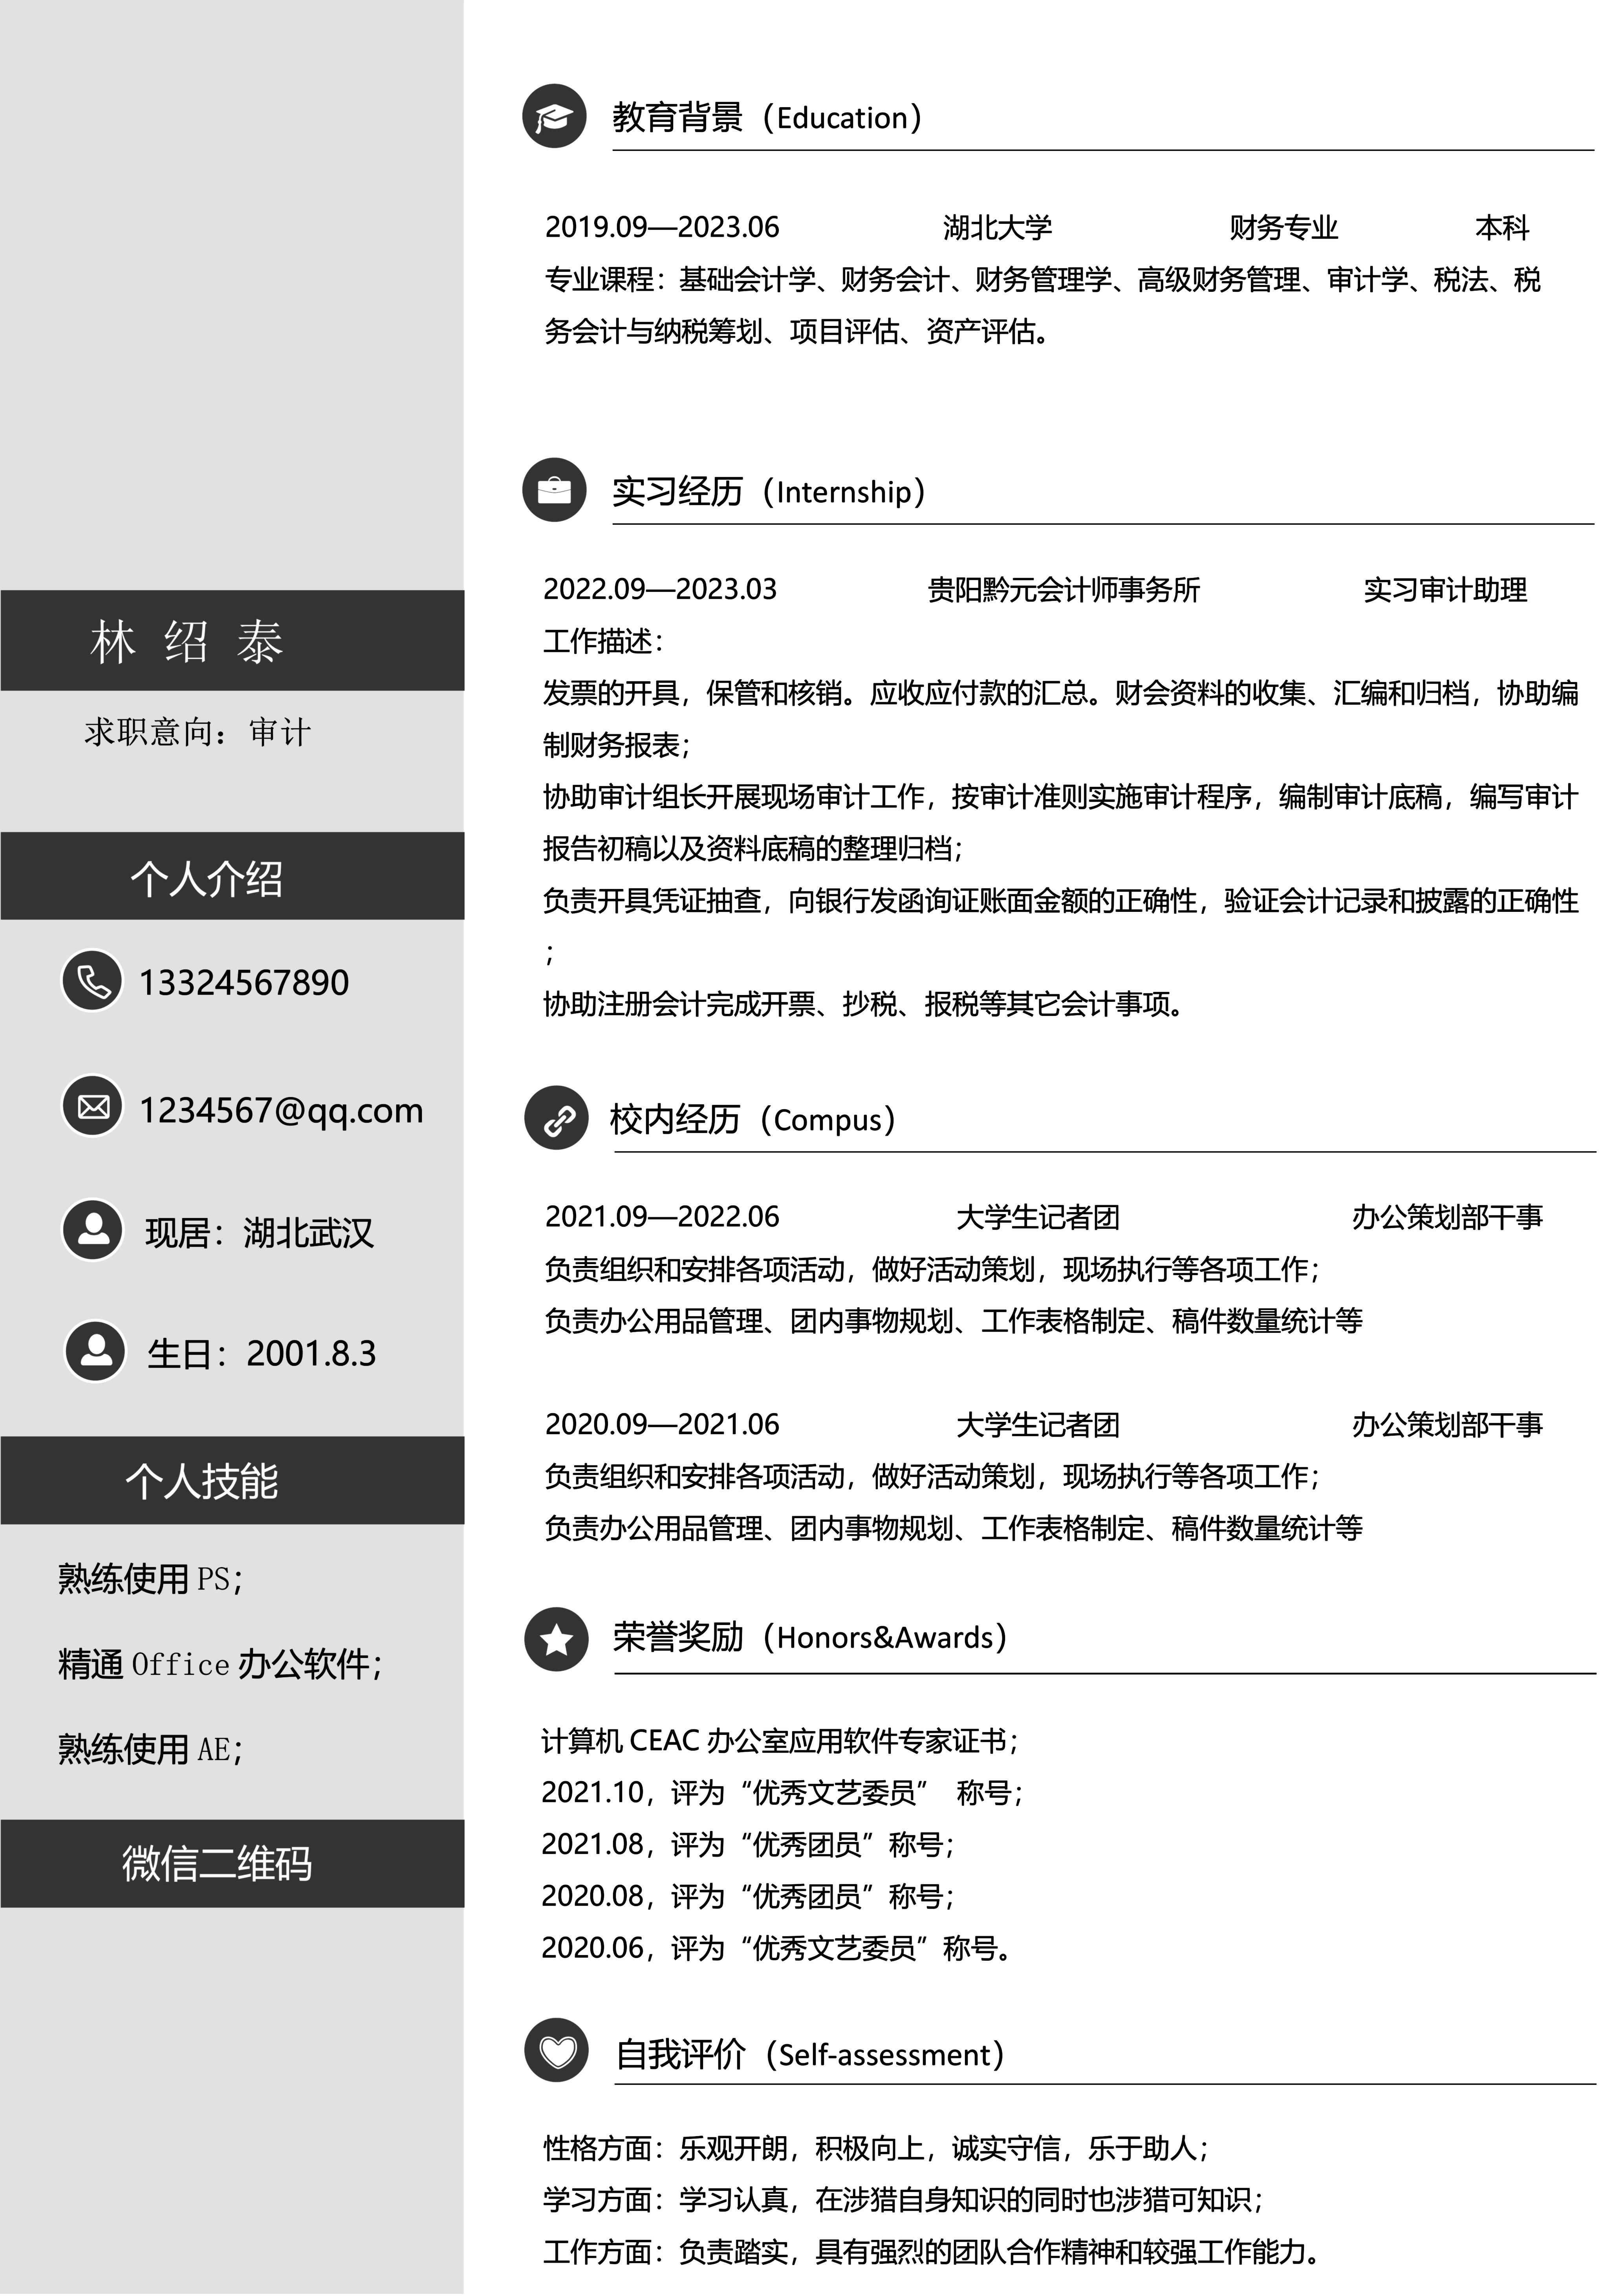 林 绍 泰
求职意向：审计
个人介绍
13324567890
1234567@qq.com
现居：湖北武汉
生日：2001.8.3
个人技能
熟练使用 PS；
精通 Office 办公软件；
熟练使用 AE；
微信二维码
教育背景（Education）
2019.09—2023.06 湖北大学 财务专业 本科
专业课程：基础会计学、财务会计、财务管理学、高级财务管理、审计学、税法、税
务会计与纳税筹划、项目评估、资产评估。
实习经历（Internship）
2022.09—2023.03 贵阳黔元会计师事务所 实习审计助理
工作描述：
发票的开具，保管和核销。应收应付款的汇总。财会资料的收集、汇编和归档，协助编
制财务报表；
协助审计组长开展现场审计工作，按审计准则实施审计程序，编制审计底稿，编写审计
报告初稿以及资料底稿的整理归档；
负责开具凭证抽查，向银行发函询证账面金额的正确性，验证会计记录和披露的正确性
；
协助注册会计完成开票、抄税、报税等其它会计事项。
校内经历（Compus）
2021.09—2022.06 大学生记者团 办公策划部干事
负责组织和安排各项活动，做好活动策划，现场执行等各项工作；
负责办公用品管理、团内事物规划、工作表格制定、稿件数量统计等
2020.09—2021.06 大学生记者团 办公策划部干事
负责组织和安排各项活动，做好活动策划，现场执行等各项工作；
负责办公用品管理、团内事物规划、工作表格制定、稿件数量统计等
荣誉奖励（Honors&Awards）
计算机 CEAC 办公室应用软件专家证书；
2021.10，评为“优秀文艺委员” 称号；
2021.08，评为“优秀团员”称号；
2020.08，评为“优秀团员”称号；
2020.06，评为“优秀文艺委员”称号。
自我评价（Self-assessment）
性格方面：乐观开朗，积极向上，诚实守信，乐于助人；
学习方面：学习认真，在涉猎自身知识的同时也涉猎可知识；
工作方面：负责踏实，具有强烈的团队合作精神和较强工作能力。